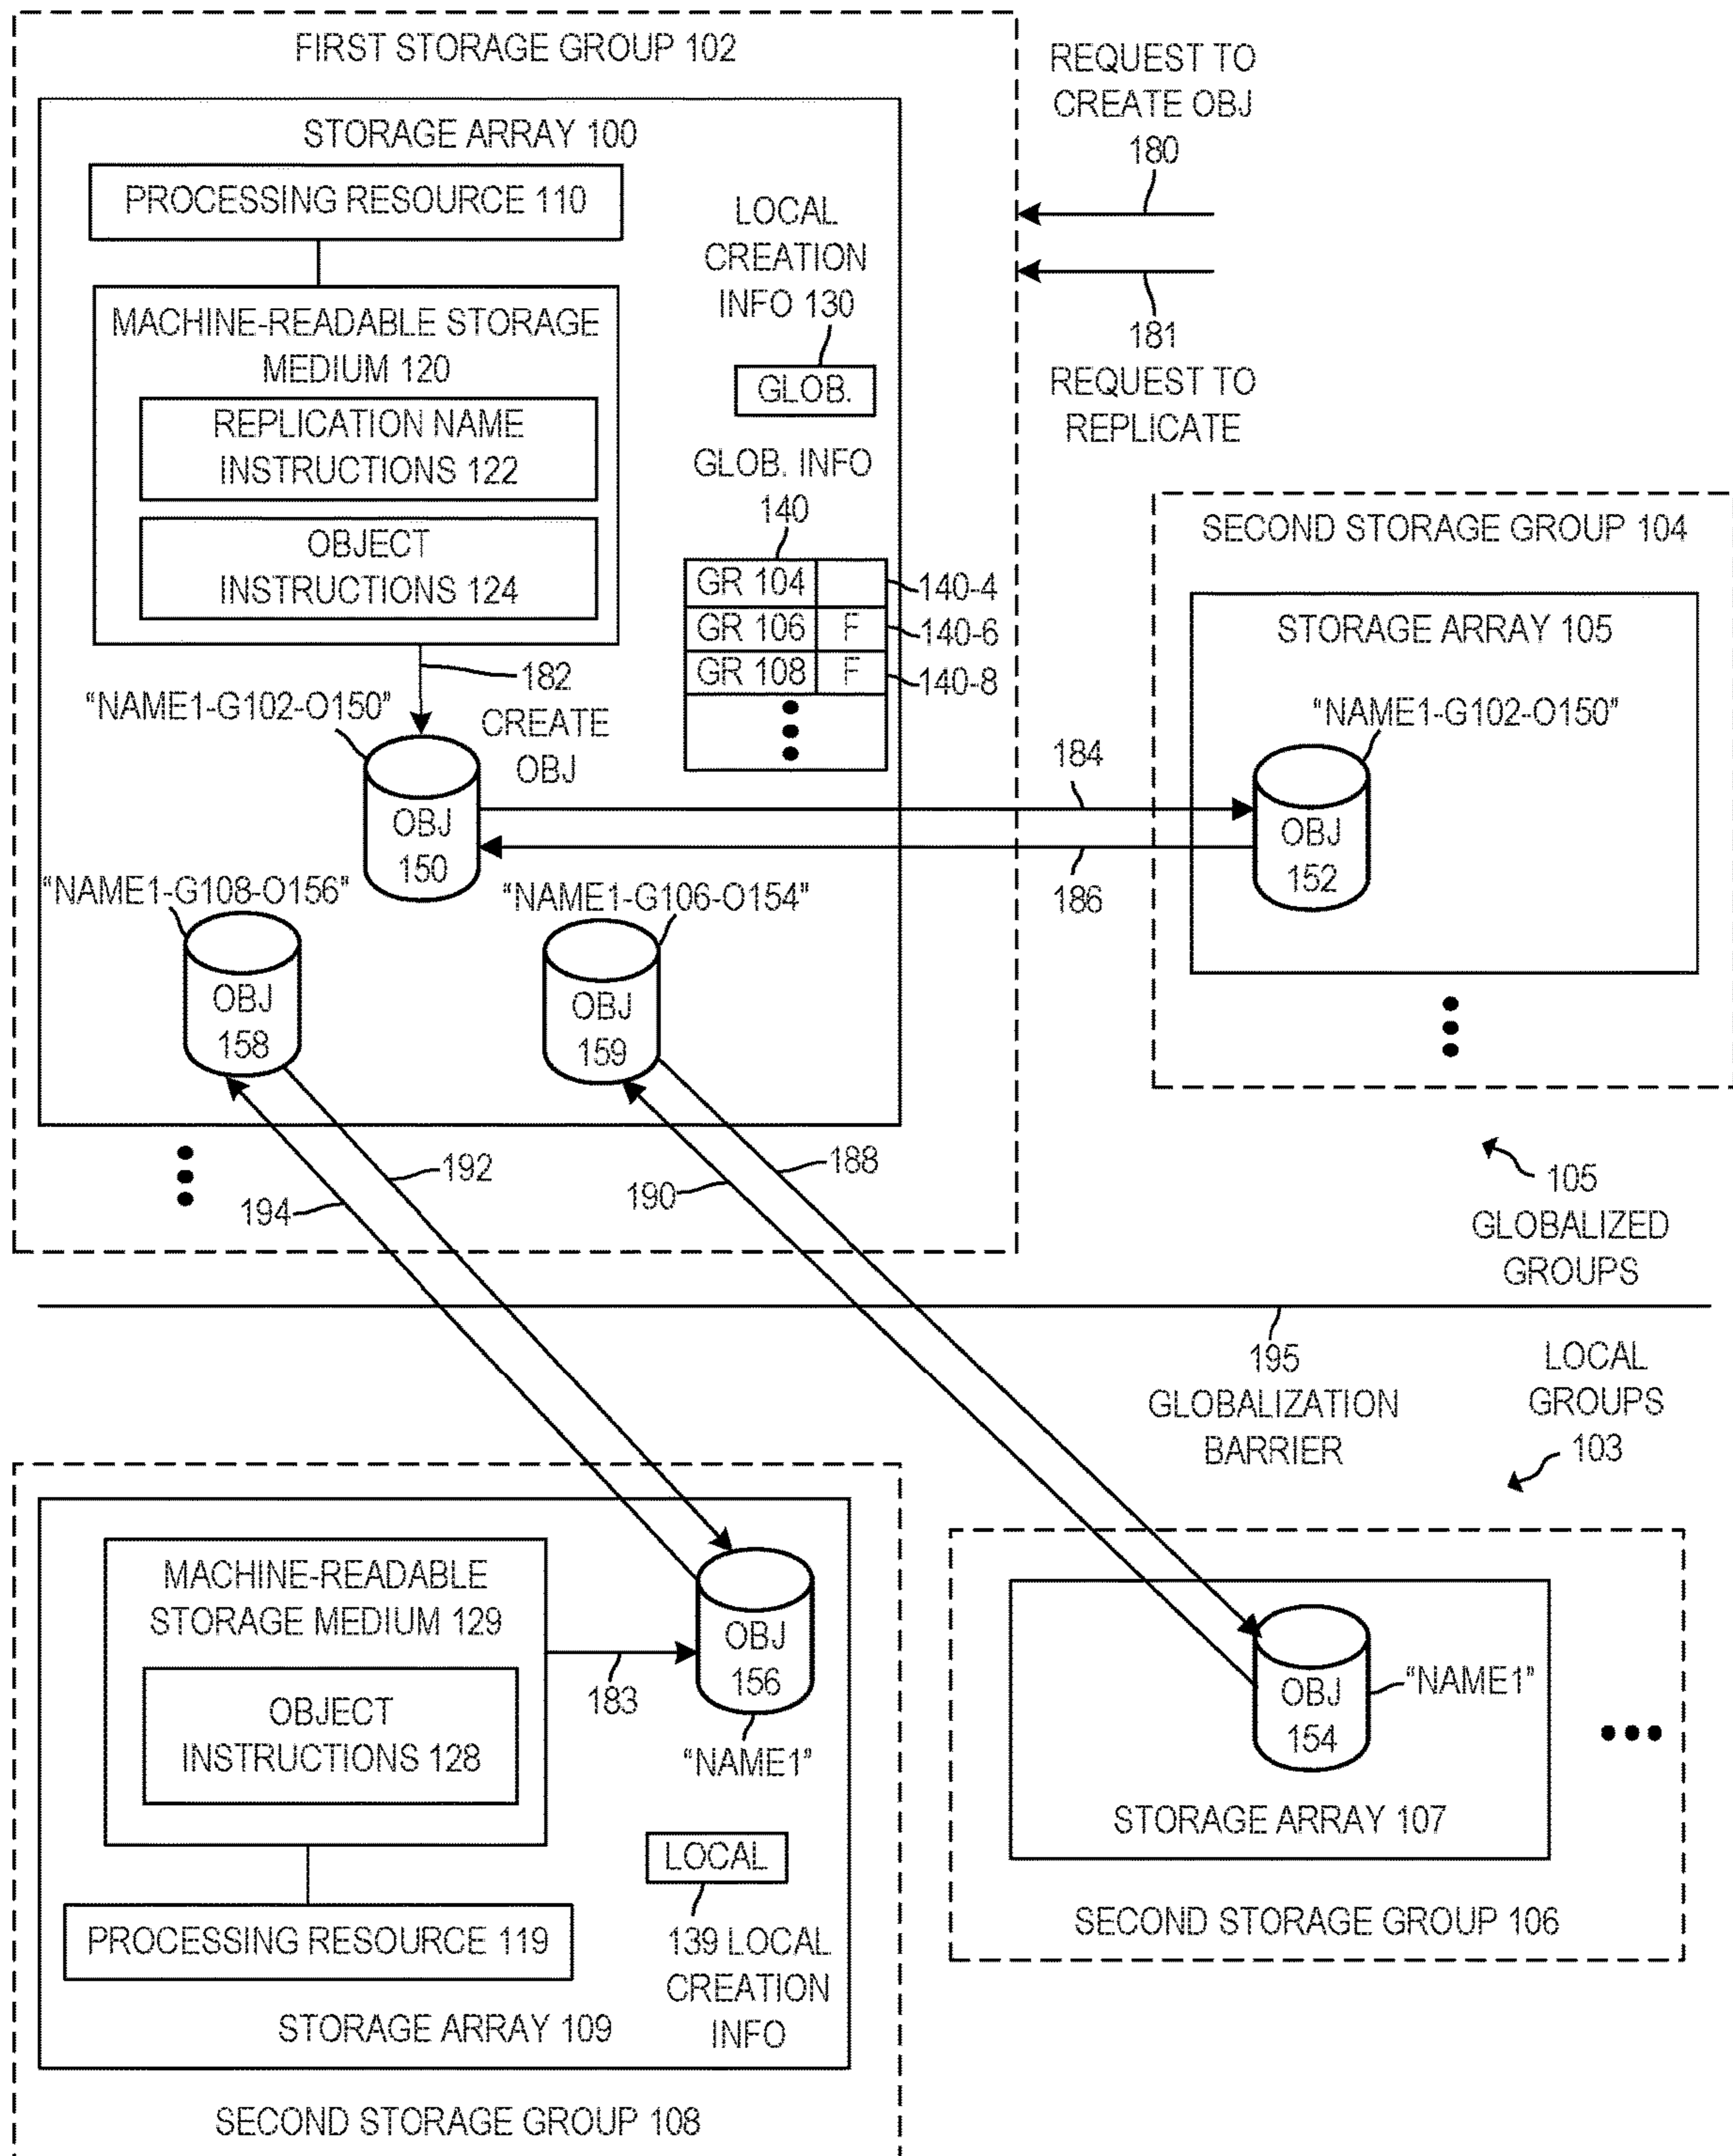 FIRST STORAGE GROUP 102
STORAGE ARRAY 100
PROCESSING RESOURCE 110
MACHINE-READABLE STORAGE
MEDIUM 120
REPLICATION NAME
INSTRUCTIONS 122
OBJECT
INSTRUCTIONS 124
LOCAL
CREATION
INFO 130
GLOB.
GLOB. INFO
140
GR 104
140-4
GR 106 F
140-6
GR 108 F
140-8
REQUEST TO
CREATE OBJ
180
181
REQUEST TO
REPLICATE
182
CREATE
OBJ
"NAME1-G102-O150"
OBJ
150
184
186
SECOND STORAGE GROUP 104
STORAGE ARRAY 105
"NAME1-G102-O150"
OBJ
152
"NAME1-G108-O156"
OBJ
158
"NAME1-G106-O154"
OBJ
159
192
194
188
190
105
GLOBALIZED
GROUPS
195
GLOBALIZATION
BARRIER
LOCAL
GROUPS
103
MACHINE-READABLE
STORAGE MEDIUM 129
OBJECT
INSTRUCTIONS 128
183
OBJ
156
"NAME1"
LOCAL
139 LOCAL
CREATION
INFO
PROCESSING RESOURCE 119
STORAGE ARRAY 109
SECOND STORAGE GROUP 108
OBJ
154
"NAME1"
STORAGE ARRAY 107
SECOND STORAGE GROUP 106